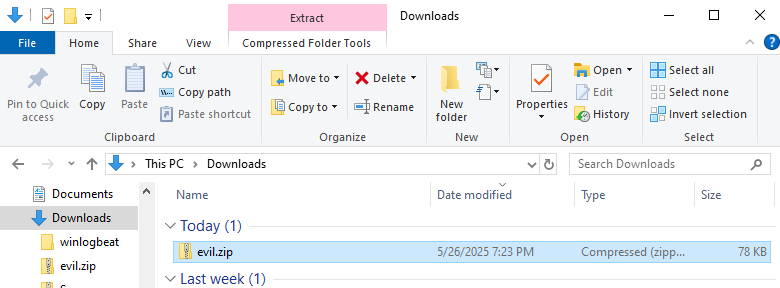 Extract
Downloads
File
Home
Share
View
Compressed Folder Tools
Pin to Quick access
Copy
Paste
Cut
Copy path
Paste shortcut
Move to
Copy to
Delete
Rename
New folder
Properties
Open
Edit
History
Select all
Select none
Invert selection
Clipboard
Organize
New
Open
Select
This PC > Downloads
Search Downloads
Documents
Downloads
winlogbeat
evil.zip
Name
Date modified
Type
Size
Today (1)
evil.zip 5/26/2025 7:23 PM Compressed (zipp... 78 KB
Last week (1)